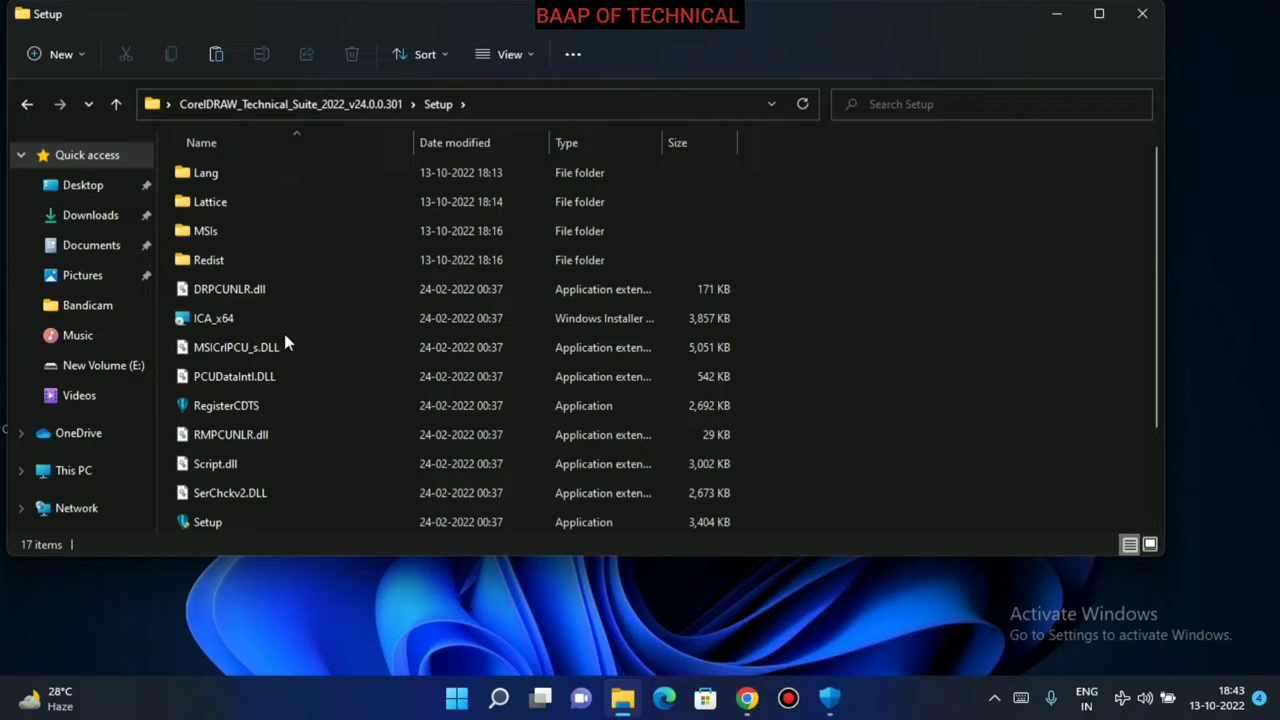 Setup
BAAP OF TECHNICAL
New
Sort
View
CorelDRAW_Technical_Suite_2022_v24.0.0.301 > Setup >
Search Setup
Name Date modified Type Size
Quick access
Desktop
Downloads
Documents
Pictures
Bandicam
Music
New Volume (E:)
Videos
OneDrive
This PC
Network
Lang 13-10-2022 18:13 File folder
Lattice 13-10-2022 18:14 File folder
MSIs 13-10-2022 18:16 File folder
Redist 13-10-2022 18:16 File folder
DRPCUNLR.dll 24-02-2022 00:37 Application exten... 171 KB
ICA_x64 24-02-2022 00:37 Windows Installer ... 3,857 KB
MSICrlPCU_s.DLL 24-02-2022 00:37 Application exten... 5,051 KB
PCUDataIntl.DLL 24-02-2022 00:37 Application exten... 542 KB
RegisterCDTS 24-02-2022 00:37 Application 2,692 KB
RMPCUNLR.dll 24-02-2022 00:37 Application exten... 29 KB
Script.dll 24-02-2022 00:37 Application exten... 3,002 KB
SerChckv2.DLL 24-02-2022 00:37 Application exten... 2,673 KB
Setup 24-02-2022 00:37 Application 3,404 KB
17 items
Activate Windows
Go to Settings to activate Windows.
28°C
Haze
ENG
IN
18:43
13-10-2022
4